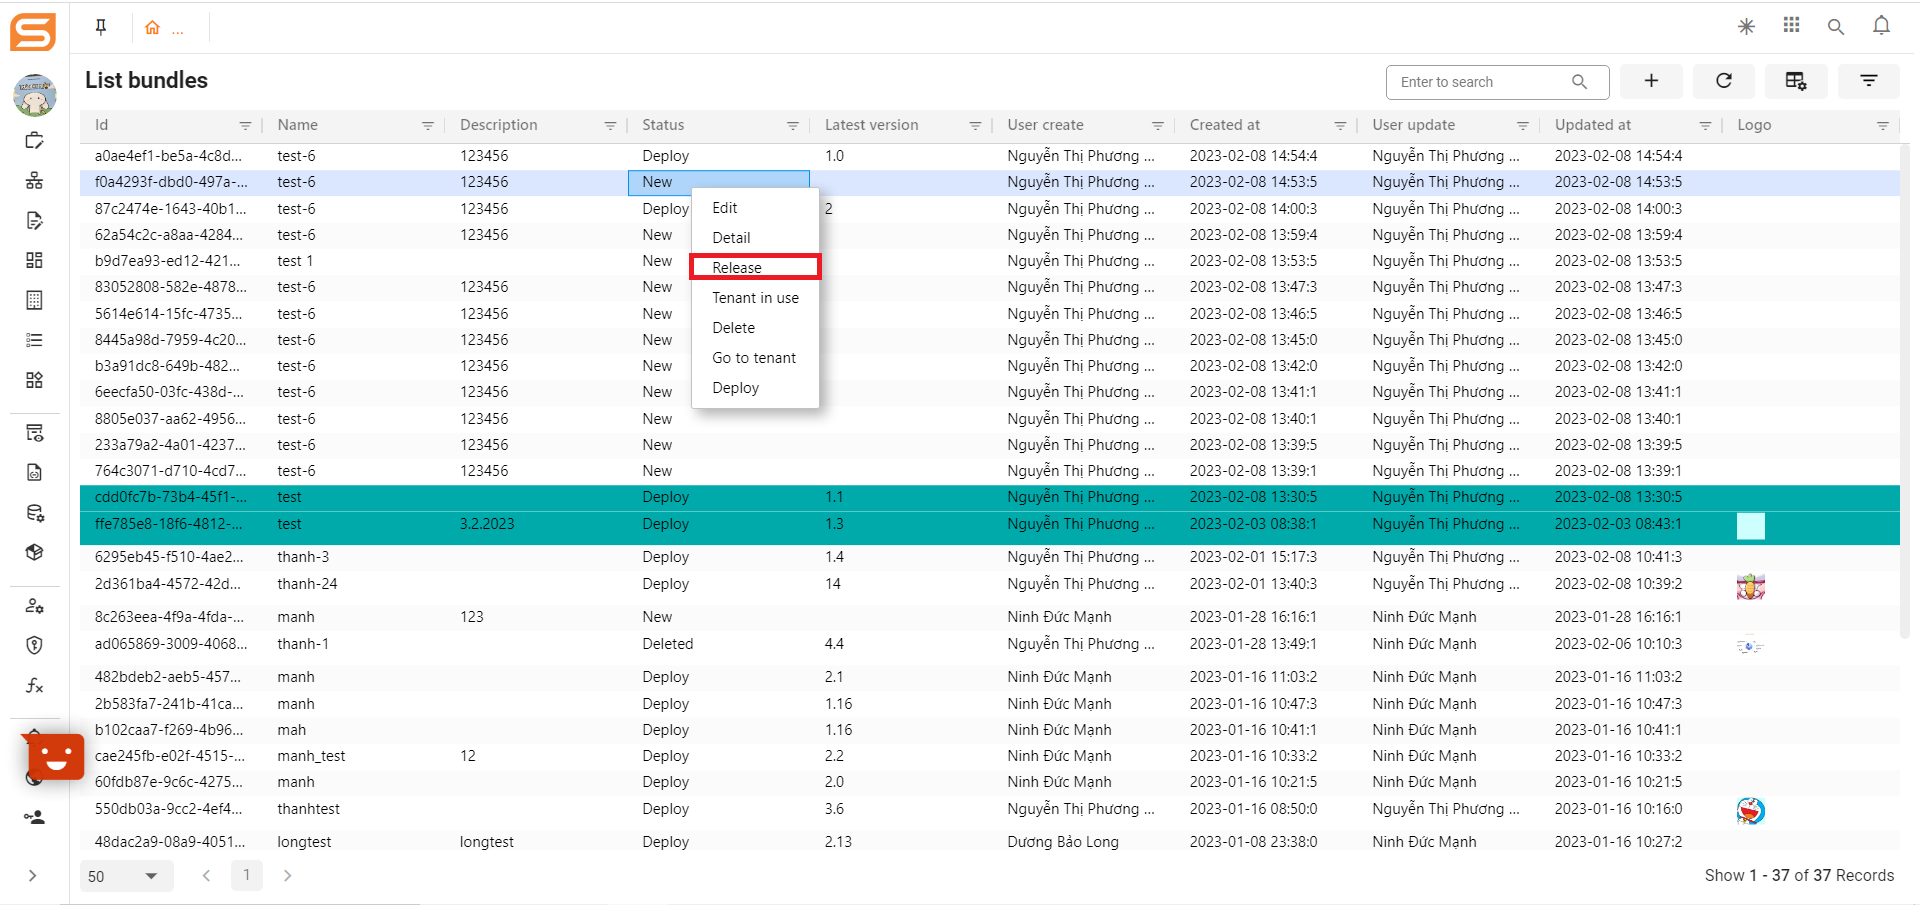 ...
List bundles
Enter to search
Id Name Description Status Latest version User create Created at User update Updated at Logo
a0ae4ef1-be5a-4c8d... test-6 123456 Deploy 1.0 Nguyễn Thị Phương ... 2023-02-08 14:54:4 Nguyễn Thị Phương ... 2023-02-08 14:54:4
f0a4293f-dbd0-497a-... test-6 123456 New Nguyễn Thị Phương ... 2023-02-08 14:53:5 Nguyễn Thị Phương ... 2023-02-08 14:53:5
87c2474e-1643-40b1... test-6 123456 Deploy 2 Nguyễn Thị Phương ... 2023-02-08 14:00:3 Nguyễn Thị Phương ... 2023-02-08 14:00:3
62a54c2c-a8aa-4284... test-6 123456 New Nguyễn Thị Phương ... 2023-02-08 13:59:4 Nguyễn Thị Phương ... 2023-02-08 13:59:4
b9d7ea93-ed12-421... test 1 New Nguyễn Thị Phương ... 2023-02-08 13:53:5 Nguyễn Thị Phương ... 2023-02-08 13:53:5
83052808-582e-4878... test-6 123456 New Nguyễn Thị Phương ... 2023-02-08 13:47:3 Nguyễn Thị Phương ... 2023-02-08 13:47:3
5614e614-15fc-4735... test-6 123456 New Nguyễn Thị Phương ... 2023-02-08 13:46:5 Nguyễn Thị Phương ... 2023-02-08 13:46:5
8445a98d-7959-4c20... test-6 123456 New Nguyễn Thị Phương ... 2023-02-08 13:45:0 Nguyễn Thị Phương ... 2023-02-08 13:45:0
b3a91dc8-649b-482... test-6 123456 New Nguyễn Thị Phương ... 2023-02-08 13:42:0 Nguyễn Thị Phương ... 2023-02-08 13:42:0
6eecfa50-03fc-438d-... test-6 123456 New Nguyễn Thị Phương ... 2023-02-08 13:41:1 Nguyễn Thị Phương ... 2023-02-08 13:41:1
8805e037-aa62-4956... test-6 123456 New Nguyễn Thị Phương ... 2023-02-08 13:40:1 Nguyễn Thị Phương ... 2023-02-08 13:40:1
233a79a2-4a01-4237... test-6 123456 New Nguyễn Thị Phương ... 2023-02-08 13:39:5 Nguyễn Thị Phương ... 2023-02-08 13:39:5
764c3071-d710-4cd7... test-6 123456 New Nguyễn Thị Phương ... 2023-02-08 13:39:1 Nguyễn Thị Phương ... 2023-02-08 13:39:1
cdd0fc7b-73b4-45f1-... test Deploy 1.1 Nguyễn Thị Phương ... 2023-02-08 13:30:5 Nguyễn Thị Phương ... 2023-02-08 13:30:5
ffe785e8-18f6-4812-... test 3.2.2023 Deploy 1.3 Nguyễn Thị Phương ... 2023-02-03 08:38:1 Nguyễn Thị Phương ... 2023-02-03 08:43:1
6295eb45-f510-4ae2... thanh-3 Deploy 1.4 Nguyễn Thị Phương ... 2023-02-01 15:17:3 Nguyễn Thị Phương ... 2023-02-08 10:41:3
2d361ba4-4572-42d... thanh-24 Deploy 14 Nguyễn Thị Phương ... 2023-02-01 13:40:3 Nguyễn Thị Phương ... 2023-02-08 10:39:2
8c263eea-4f9a-4fda-... manh 123 New Ninh Đức Mạnh 2023-01-28 16:16:1 Ninh Đức Mạnh 2023-01-28 16:16:1
ad065869-3009-4068... thanh-1 Deleted 4.4 Nguyễn Thị Phương ... 2023-01-28 13:49:1 Ninh Đức Mạnh 2023-02-06 10:10:3
482bdeb2-aeb5-457... manh Deploy 2.1 Ninh Đức Mạnh 2023-01-16 11:03:2 Ninh Đức Mạnh 2023-01-16 11:03:2
2b583fa7-241b-41ca... manh Deploy 1.16 Ninh Đức Mạnh 2023-01-16 10:47:3 Ninh Đức Mạnh 2023-01-16 10:47:3
b102caa7-f269-4b96... mah Deploy 1.16 Ninh Đức Mạnh 2023-01-16 10:41:1 Ninh Đức Mạnh 2023-01-16 10:41:1
cae245fb-e02f-4515-... manh_test 12 Deploy 2.2 Ninh Đức Mạnh 2023-01-16 10:33:2 Ninh Đức Mạnh 2023-01-16 10:33:2
60fdb87e-9c6c-4275... manh Deploy 2.0 Ninh Đức Mạnh 2023-01-16 10:21:5 Ninh Đức Mạnh 2023-01-16 10:21:5
550db03a-9cc2-4ef4... thanhtest Deploy 3.6 Nguyễn Thị Phương ... 2023-01-16 08:50:0 Nguyễn Thị Phương ... 2023-01-16 10:16:0
48dac2a9-08a9-4051... longtest longtest Deploy 2.13 Dương Bảo Long 2023-01-08 23:38:0 Ninh Đức Mạnh 2023-01-16 10:27:2
Edit
Detail
Release
Tenant in use
Delete
Go to tenant
Deploy
50 1 Show 1 - 37 of 37 Records